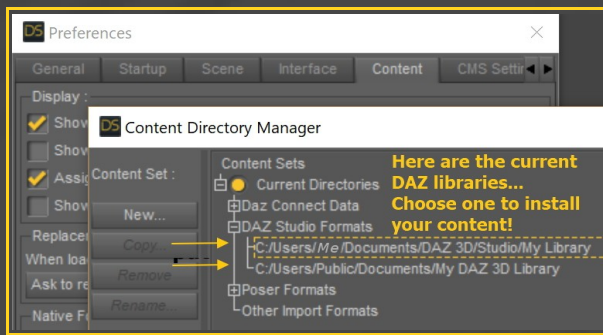 DS Preferences
General Startup Scene Interface Content CMS Settin
Display :
Show
Show
Assig
Show
Replacer
When loa
Ask to re
Native Fo
DS Content Directory Manager
Content Set :
New...
Copy...
Remove
Rename...
Content Sets
Current Directories
Daz Connect Data
DAZ Studio Formats
C:/Users/Me/Documents/DAZ 3D/Studio/My Library
C:/Users/Public/Documents/My DAZ 3D Library
Poser Formats
Other Import Formats
Here are the current
DAZ libraries...
Choose one to install
your content!